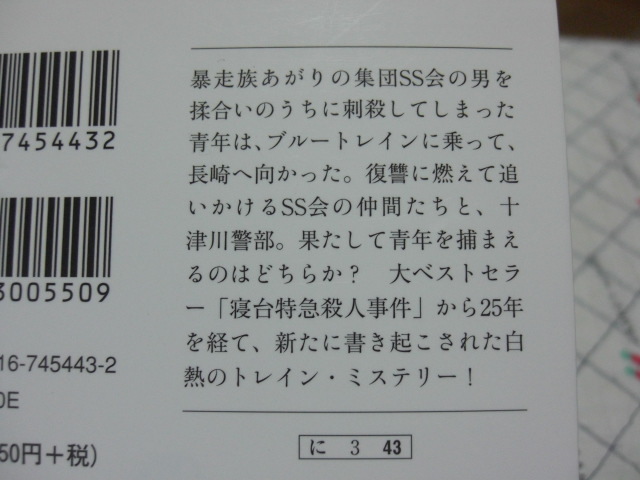 暴走族あがりの集団SS会の男を
揉合いのうちに刺殺してしまった
青年は、ブルートレインに乗って、
長崎へ向かった。復讐に燃えて追
いかけるSS会の仲間たちと、十
津川警部。果たして青年を捕まえ
るのはどちらか？　大ベストセラ
ー「寝台特急殺人事件」から25年
を経て、新たに書き起こされた白
熱のトレイン・ミステリー！
に 3 43
7454432
3005509
16-745443-2
0E
50円＋税)